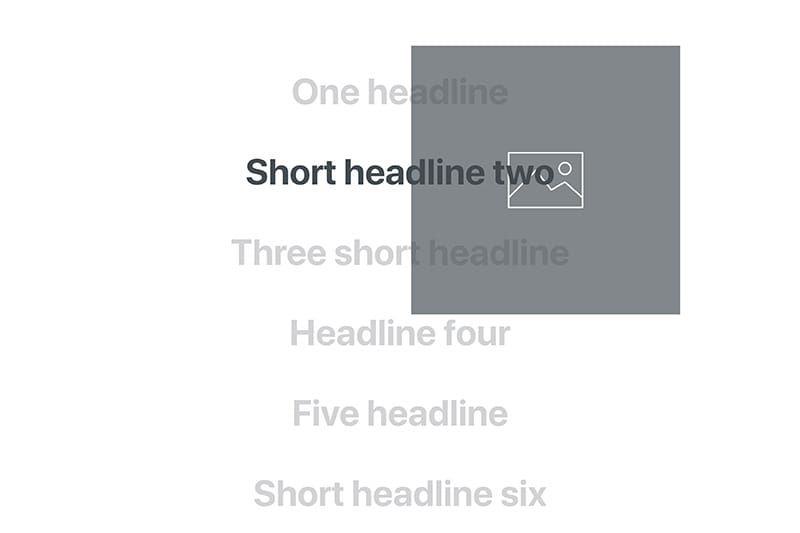 One headline
Short headline two
Three short headline
Headline four
Five headline
Short headline six